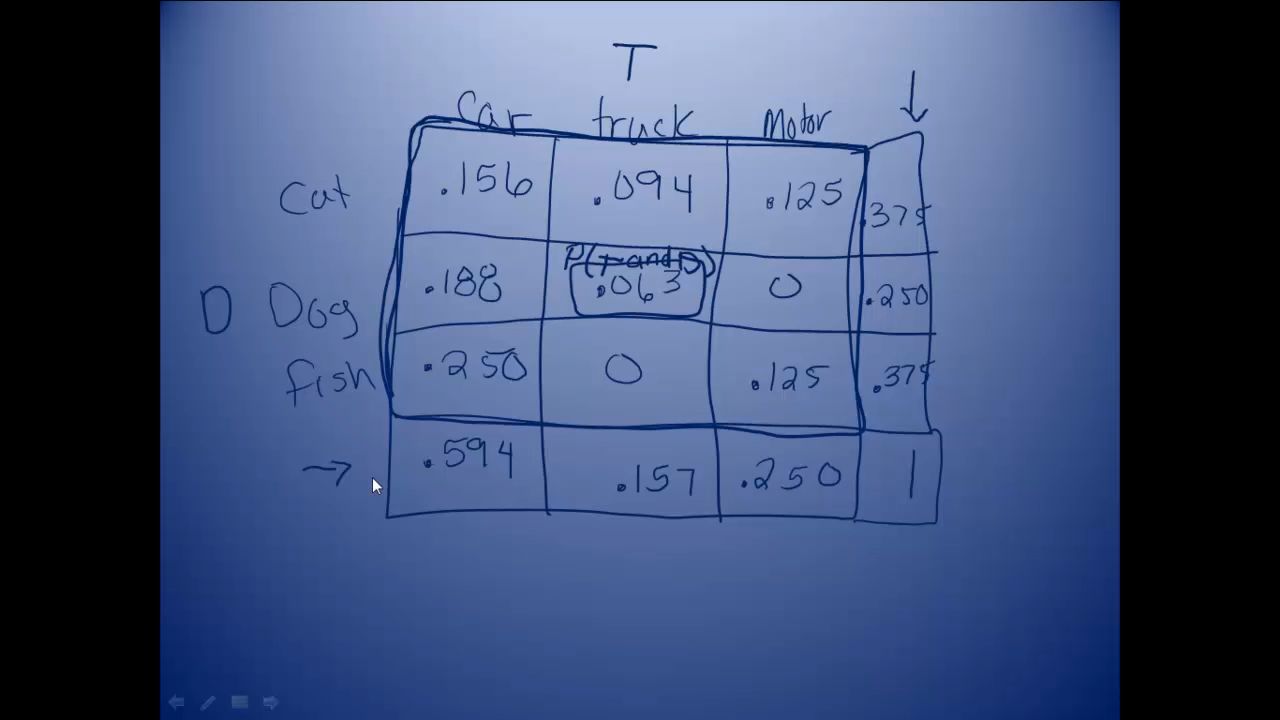 T
Car truck Motor
Cat .156 .094 .125 .375
P(T and D)
D Dog .188 .063 0 .250
fish .250 0 .125 .375
.594 .157 .250 1